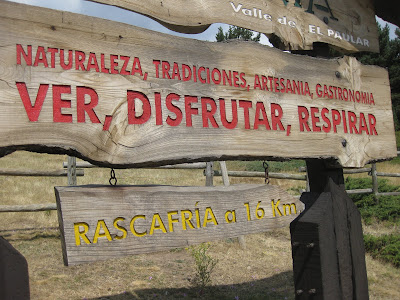 Valle de EL PAULAR
NATURALEZA, TRADICIONES, ARTESANIA, GASTRONOMIA
VER, DISFRUTAR, RESPIRAR
RASCAFRÍA a 16 Km